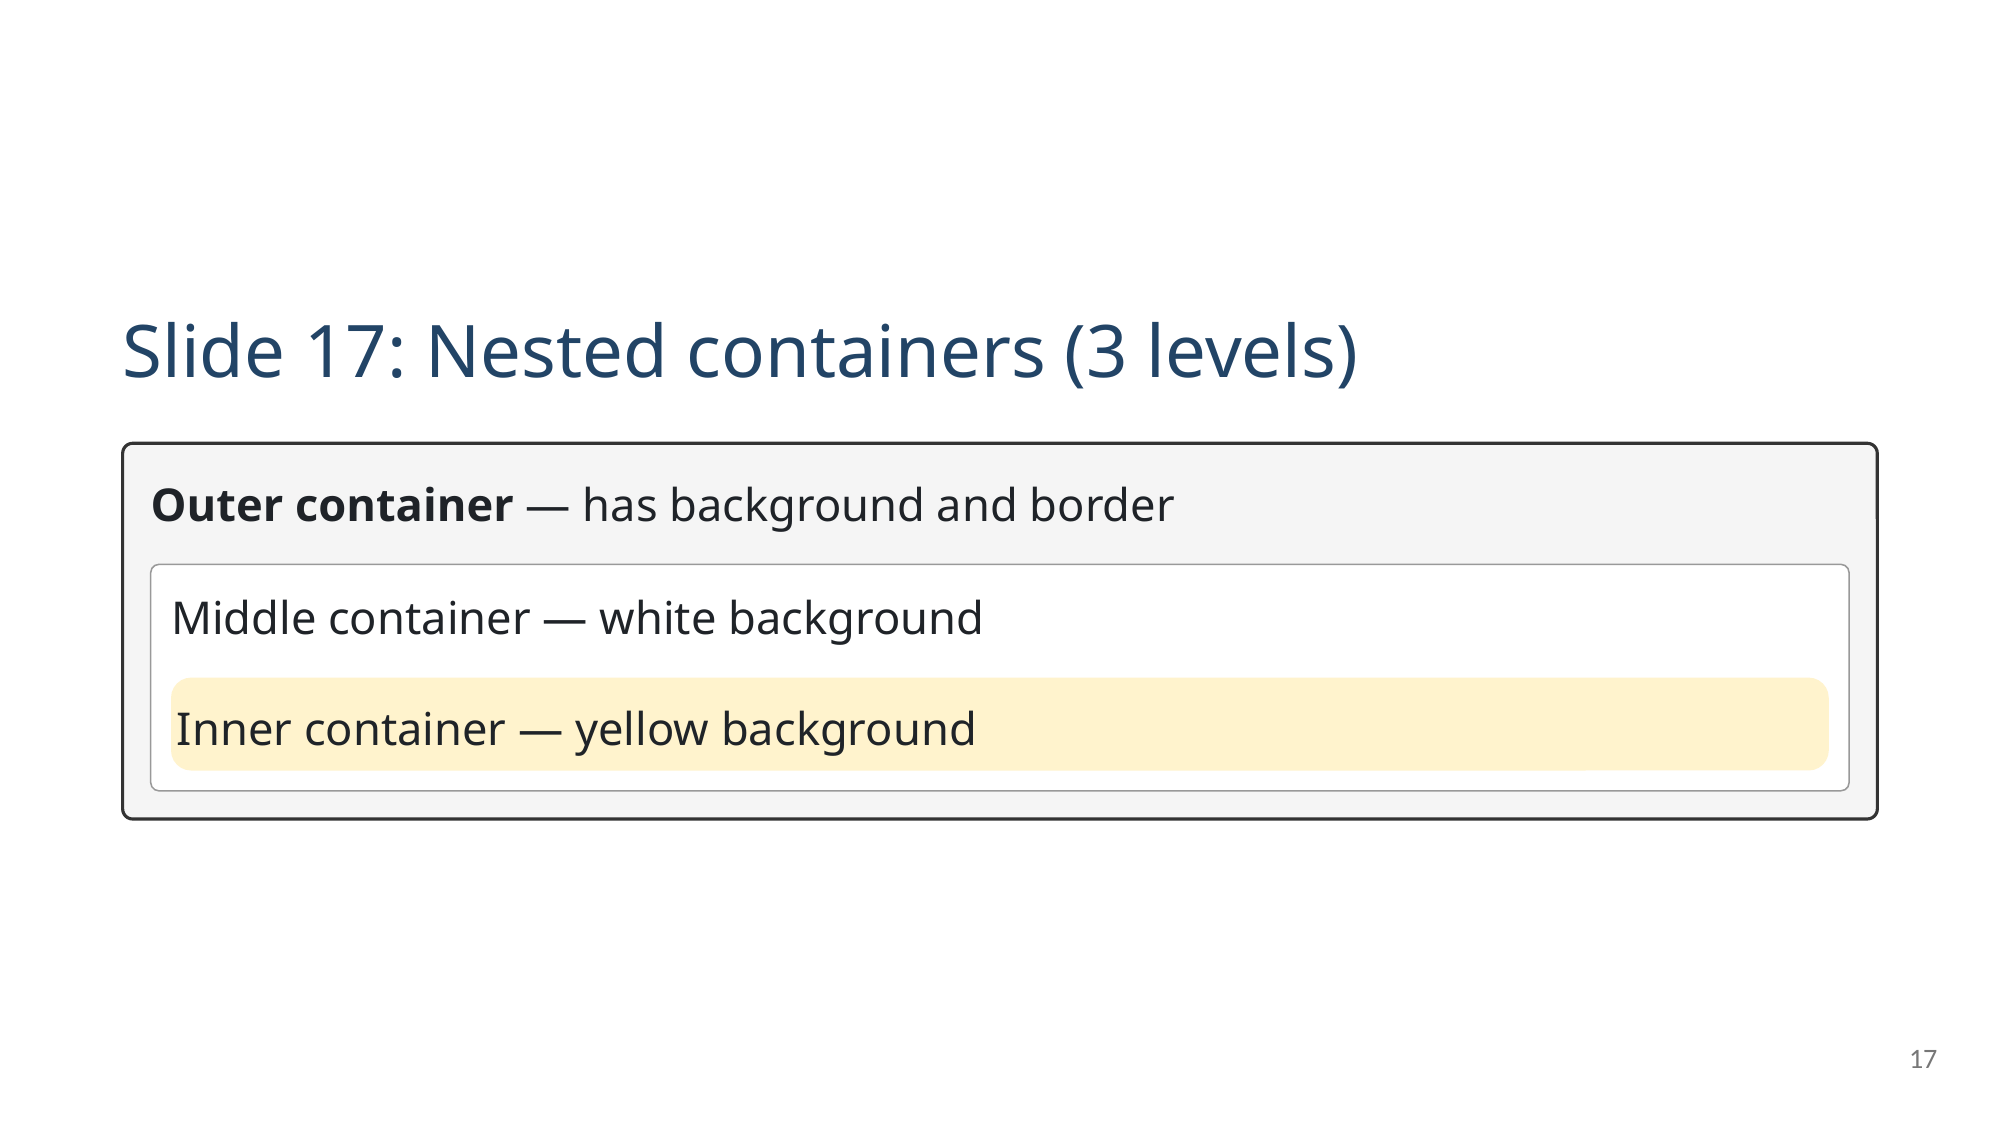 Slide 17: Nested containers (3 levels)
Outer container — has background and border
Middle container — white background
Inner container — yellow background
17